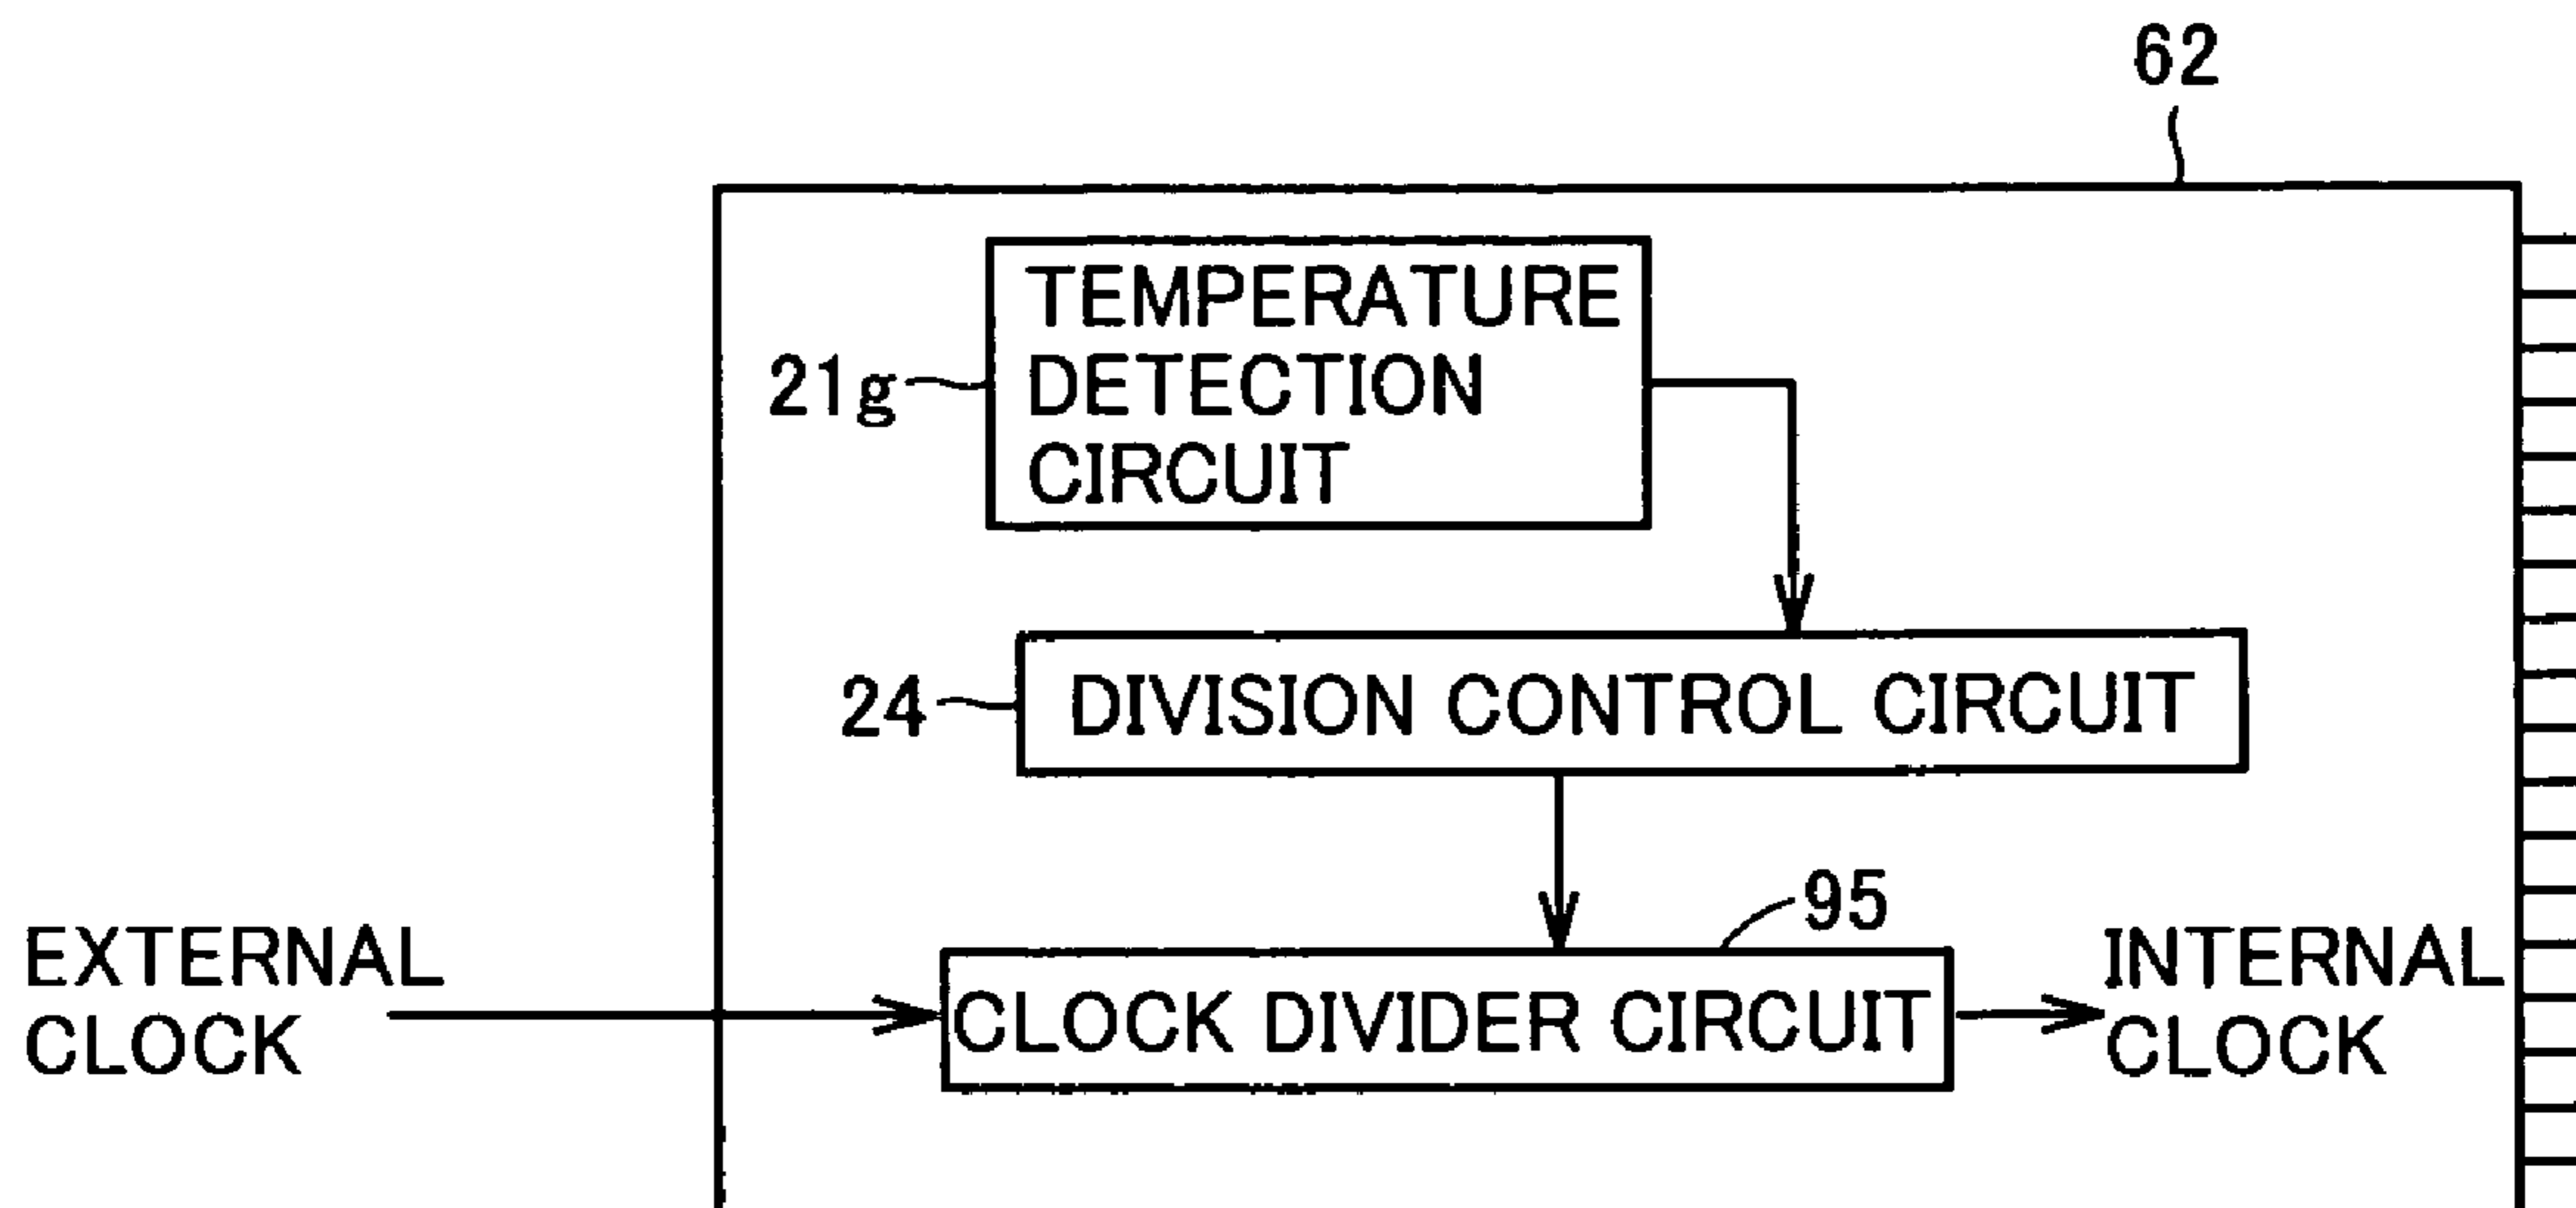 62
TEMPERATURE
DETECTION
CIRCUIT
21g
24
DIVISION CONTROL CIRCUIT
95
EXTERNAL
CLOCK
CLOCK DIVIDER CIRCUIT
INTERNAL
CLOCK